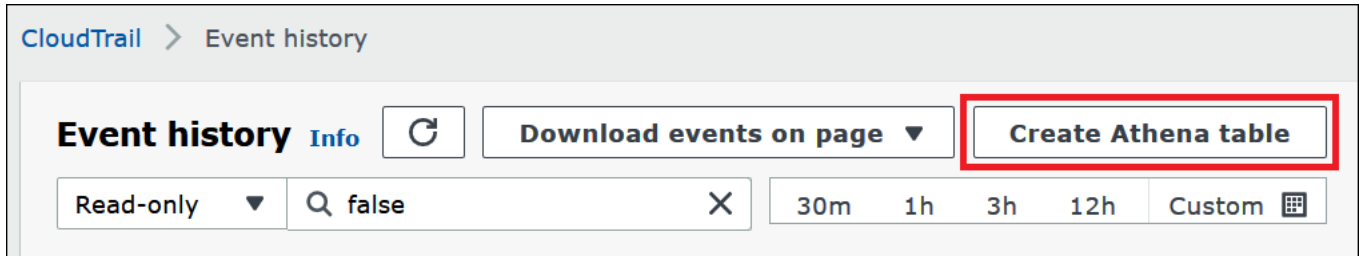 CloudTrail > Event history
Event history Info Download events on page Create Athena table
Read-only false 30m 1h 3h 12h Custom